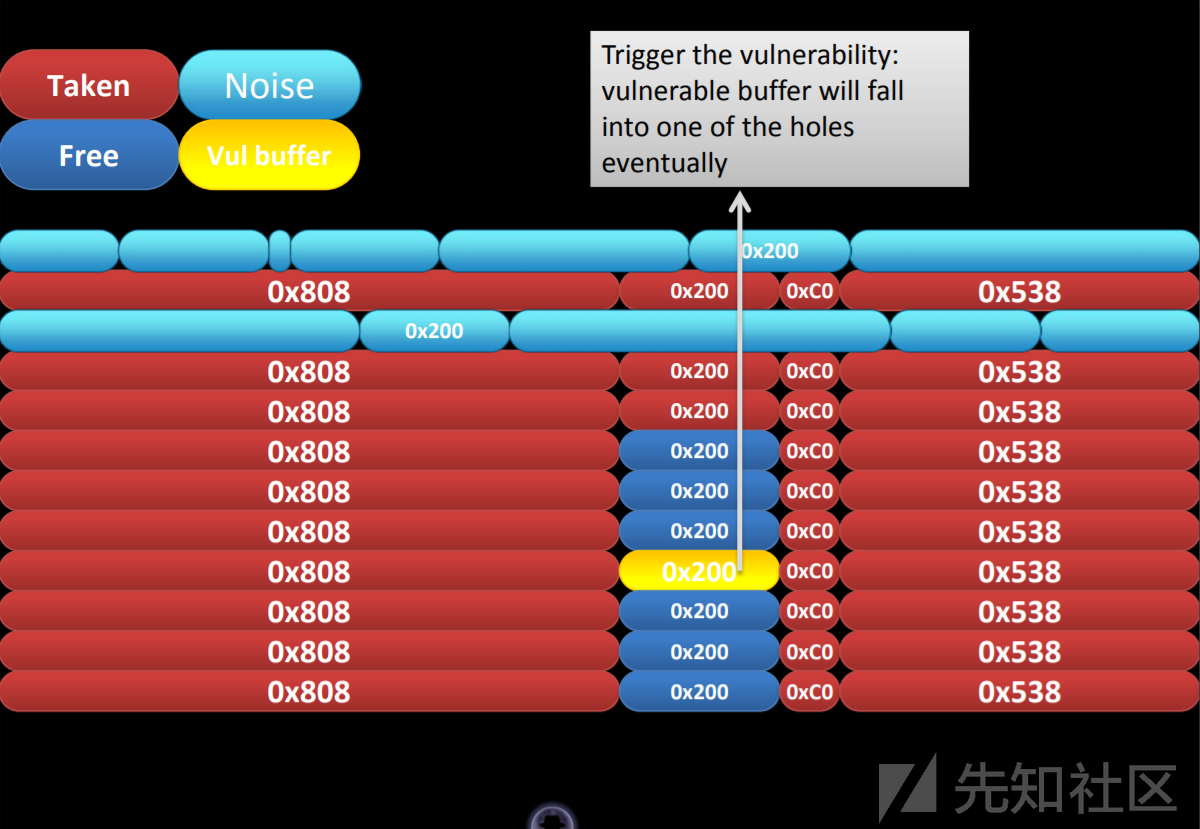 Taken Noise
Free Vul buffer
Trigger the vulnerability:
vulnerable buffer will fall
into one of the holes
eventually
0x200
0x808 0x200 0xC0 0x538
0x200
0x808 0x200 0xC0 0x538
0x808 0x200 0xC0 0x538
0x808 0x200 0xC0 0x538
0x808 0x200 0xC0 0x538
0x808 0x200 0xC0 0x538
0x808 0x200 0xC0 0x538
0x808 0x200 0xC0 0x538
0x808 0x200 0xC0 0x538
0x808 0x200 0xC0 0x538
先知社区